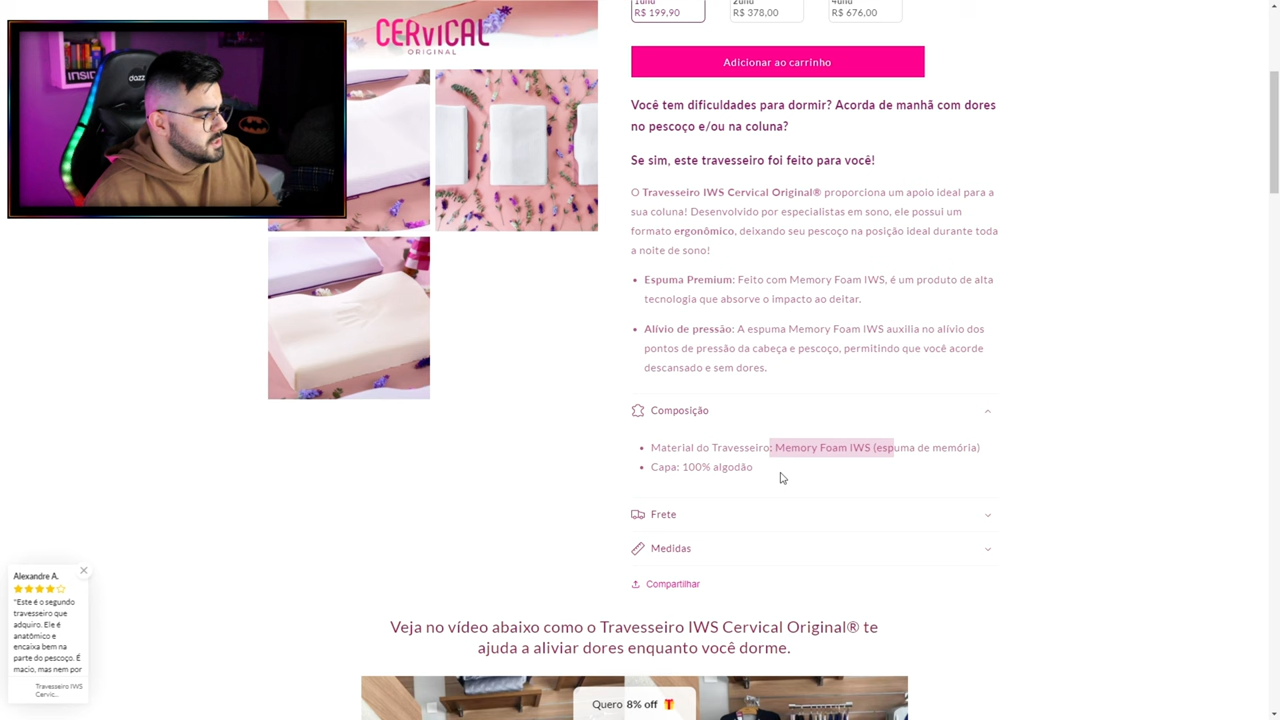 CERVICAL
ORIGINAL
INSID
dazz
1und
R$ 199,90
2und
R$ 378,00
4und
R$ 676,00
Adicionar ao carrinho
Você tem dificuldades para dormir? Acorda de manhã com dores
no pescoço e/ou na coluna?
Se sim, este travesseiro foi feito para você!
O Travesseiro IWS Cervical Original® proporciona um apoio ideal para a
sua coluna! Desenvolvido por especialistas em sono, ele possui um
formato ergonômico, deixando seu pescoço na posição ideal durante toda
a noite de sono!
• Espuma Premium: Feito com Memory Foam IWS, é um produto de alta
tecnologia que absorve o impacto ao deitar.
• Alívio de pressão: A espuma Memory Foam IWS auxilia no alívio dos
pontos de pressão da cabeça e pescoço, permitindo que você acorde
descansado e sem dores.
Composição
• Material do Travesseiro: Memory Foam IWS (espuma de memória)
• Capa: 100% algodão
Frete
Medidas
Compartilhar
Alexandre A.
"Este é o segundo
travesseiro que
adquiro. Ele é
anatômico e
encaixa bem na
parte do pescoço. É
macio, mas nem por
Travesseiro IWS
Cervic...
Veja no vídeo abaixo como o Travesseiro IWS Cervical Original® te
ajuda a aliviar dores enquanto você dorme.
Quero 8% off